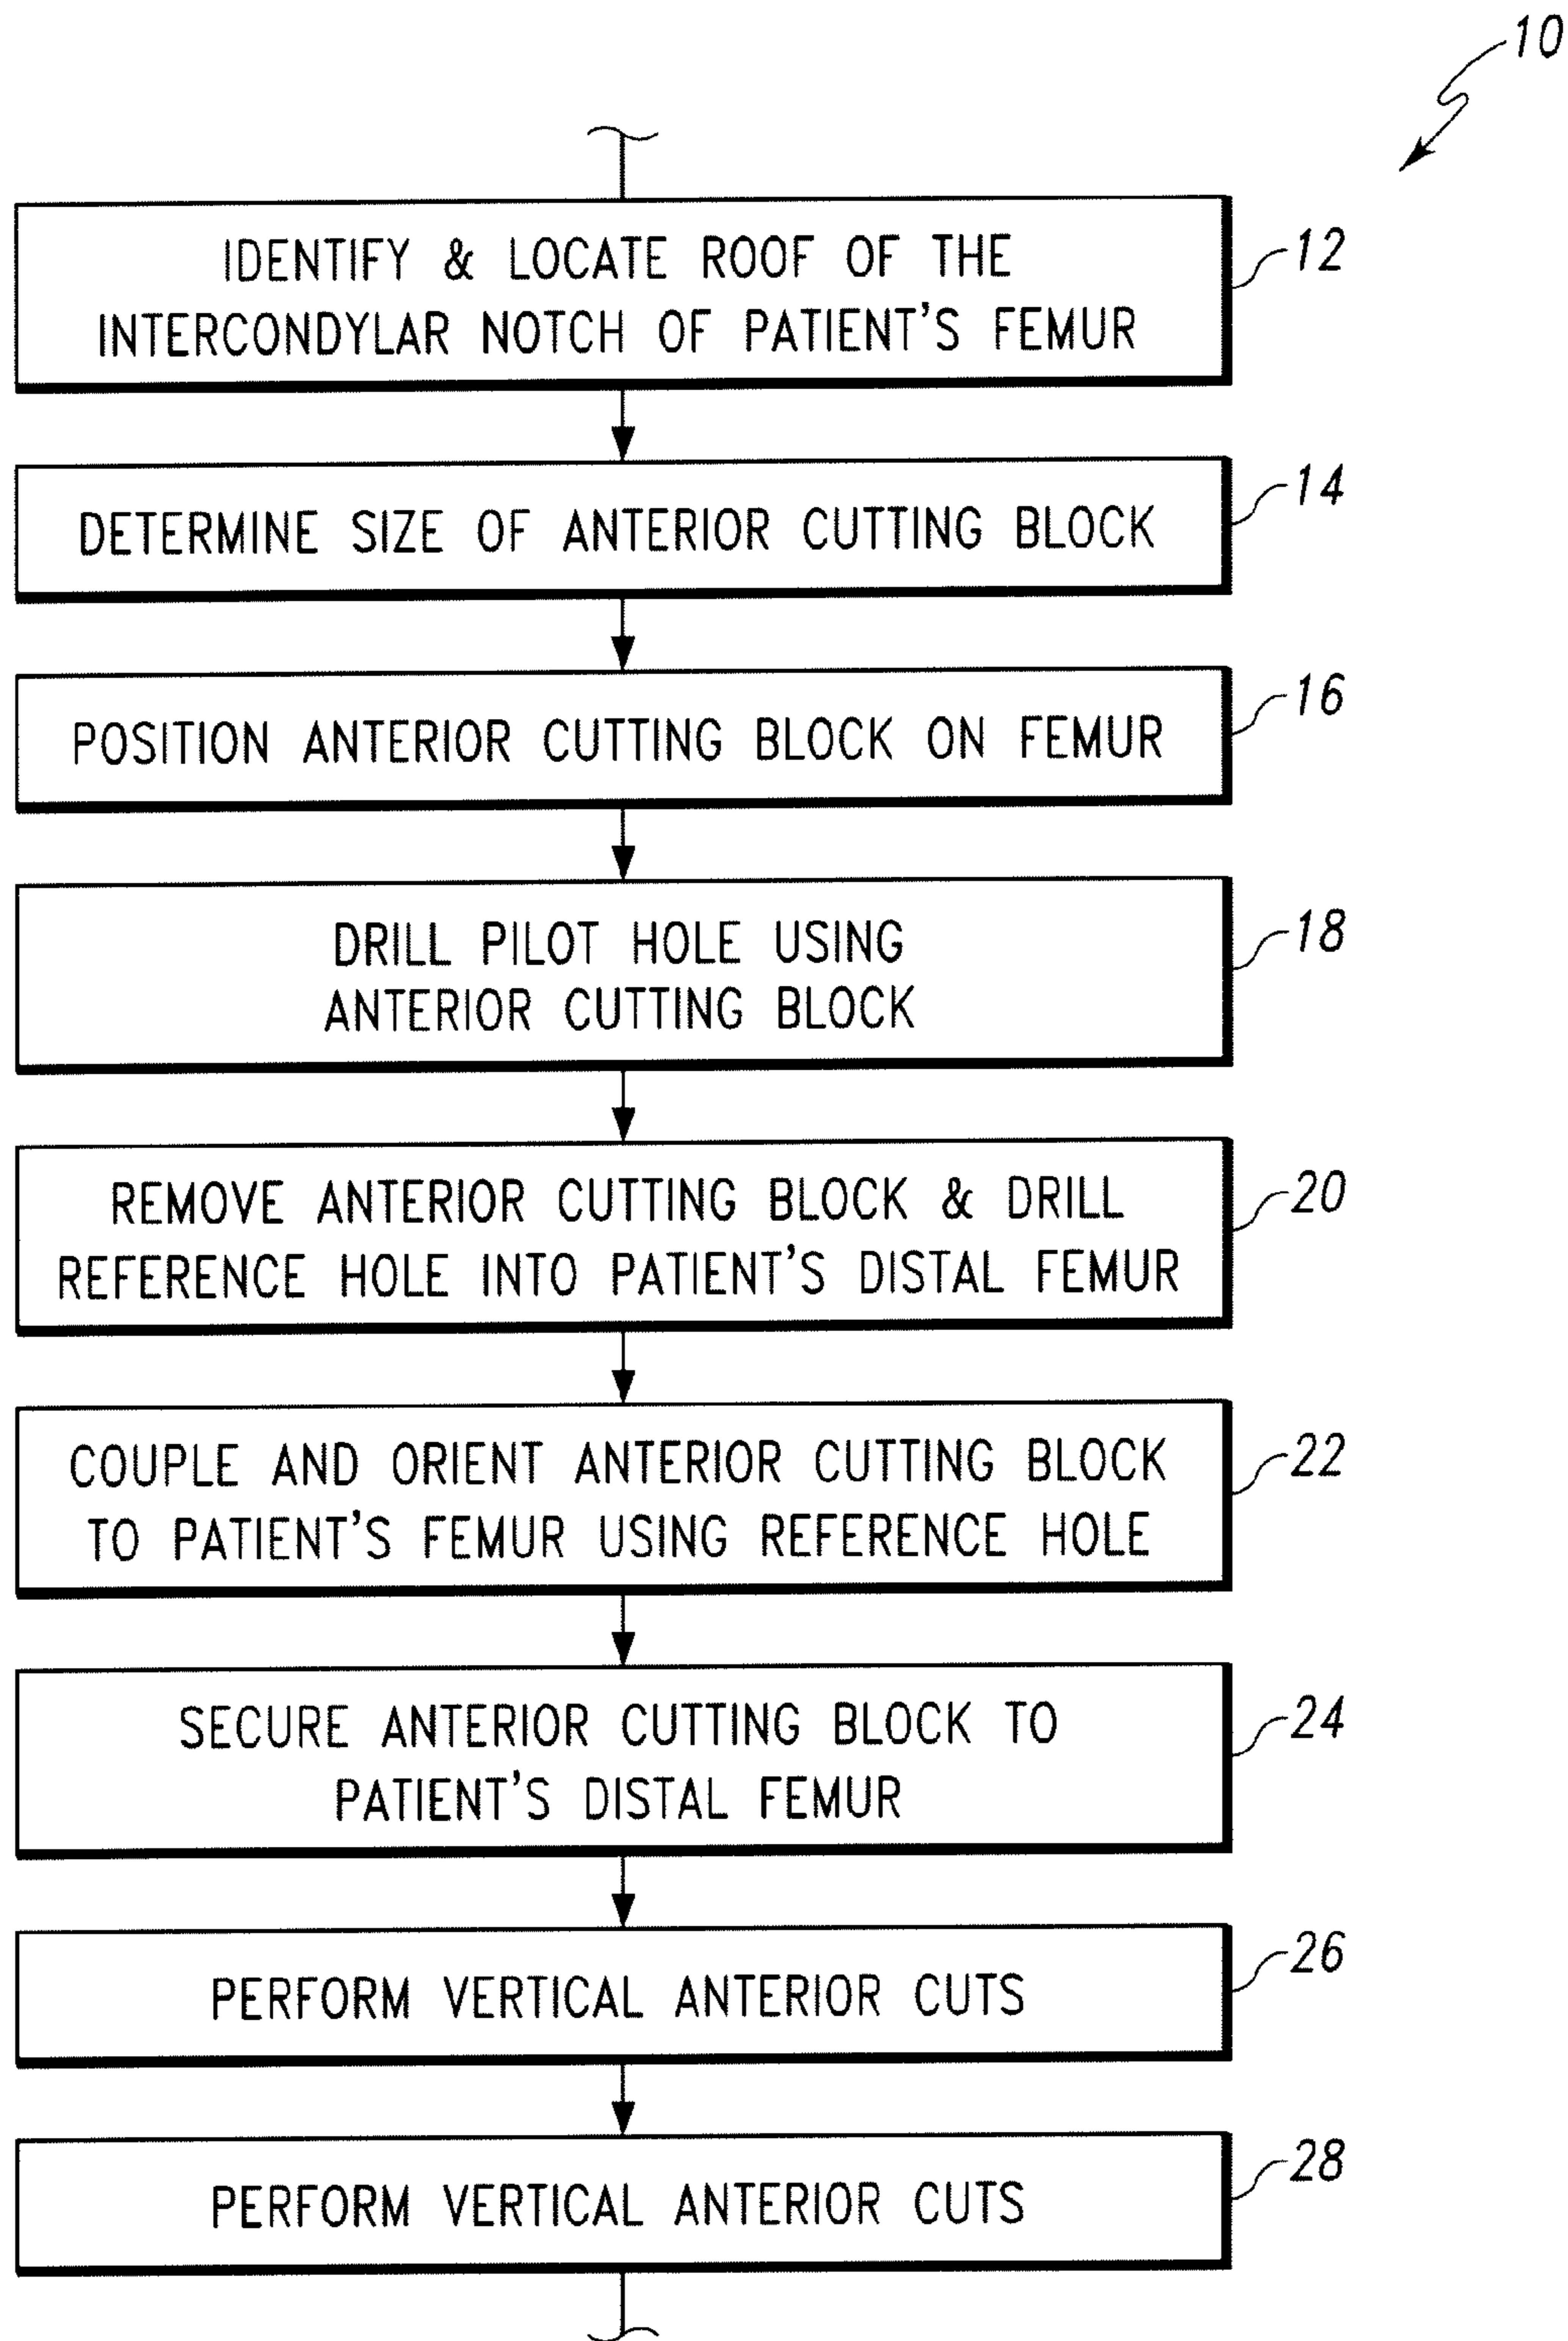 10
IDENTIFY & LOCATE ROOF OF THE
INTERCONDYLAR NOTCH OF PATIENT'S FEMUR
12
DETERMINE SIZE OF ANTERIOR CUTTING BLOCK
14
POSITION ANTERIOR CUTTING BLOCK ON FEMUR
16
DRILL PILOT HOLE USING
ANTERIOR CUTTING BLOCK
18
REMOVE ANTERIOR CUTTING BLOCK & DRILL
REFERENCE HOLE INTO PATIENT'S DISTAL FEMUR
20
COUPLE AND ORIENT ANTERIOR CUTTING BLOCK
TO PATIENT'S FEMUR USING REFERENCE HOLE
22
SECURE ANTERIOR CUTTING BLOCK TO
PATIENT'S DISTAL FEMUR
24
PERFORM VERTICAL ANTERIOR CUTS
26
PERFORM VERTICAL ANTERIOR CUTS
28